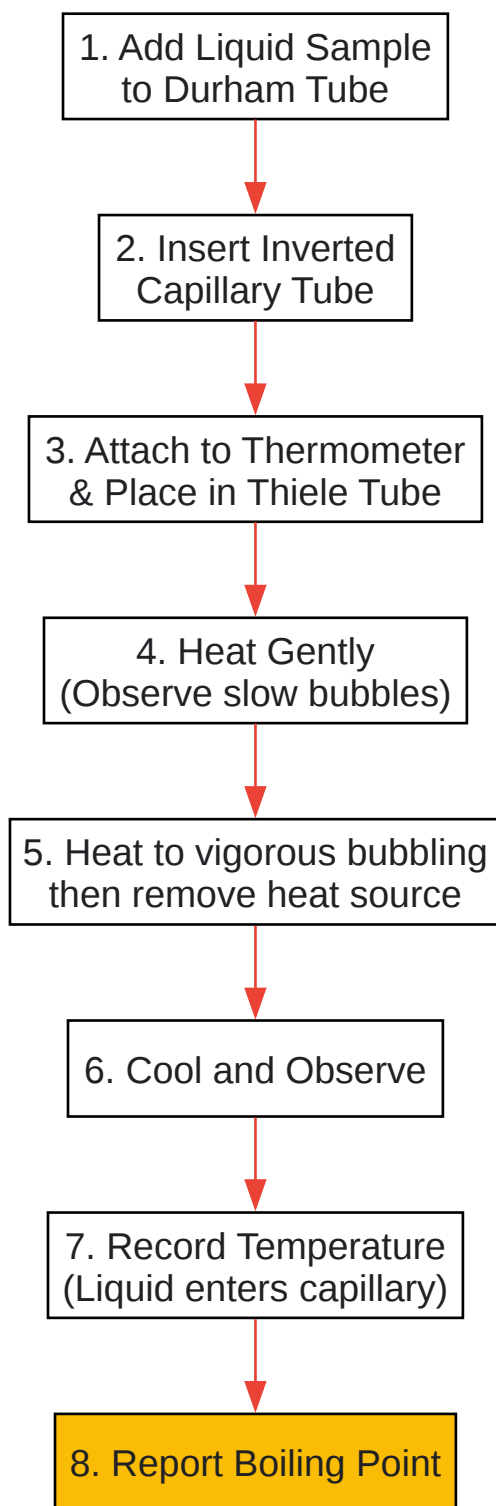 1. Add Liquid Sample
to Durham Tube
2. Insert Inverted
Capillary Tube
3. Attach to Thermometer
& Place in Thiele Tube
4. Heat Gently
(Observe slow bubbles)
5. Heat to vigorous bubbling
then remove heat source
6. Cool and Observe
7. Record Temperature
(Liquid enters capillary)
8. Report Boiling Point